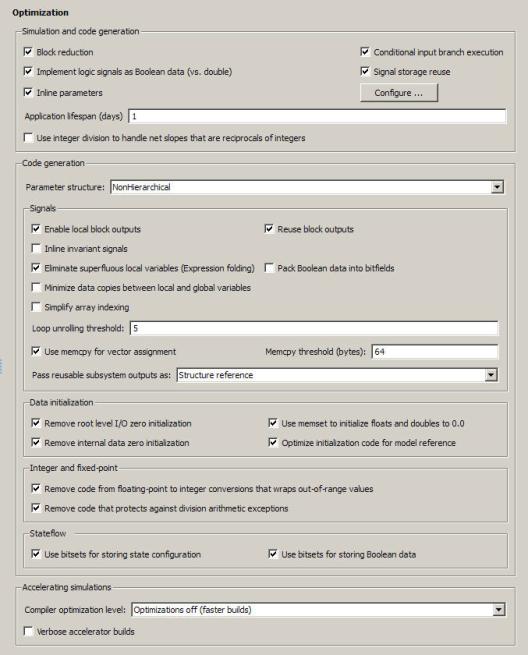 Optimization
Simulation and code generation
Block reduction
Conditional input branch execution
Implement logic signals as Boolean data (vs. double)
Signal storage reuse
Inline parameters
Configure ...
Application lifespan (days) 1
Use integer division to handle net slopes that are reciprocals of integers
Code generation
Parameter structure: NonHierarchical
Signals
Enable local block outputs
Reuse block outputs
Inline invariant signals
Eliminate superfluous local variables (Expression folding)
Pack Boolean data into bitfields
Minimize data copies between local and global variables
Simplify array indexing
Loop unrolling threshold: 5
Use memcpy for vector assignment
Memcpy threshold (bytes): 64
Pass reusable subsystem outputs as: Structure reference
Data initialization
Remove root level I/O zero initialization
Use memset to initialize floats and doubles to 0.0
Remove internal data zero initialization
Optimize initialization code for model reference
Integer and fixed-point
Remove code from floating-point to integer conversions that wraps out-of-range values
Remove code that protects against division arithmetic exceptions
Stateflow
Use bitsets for storing state configuration
Use bitsets for storing Boolean data
Accelerating simulations
Compiler optimization level: Optimizations off (faster builds)
Verbose accelerator builds